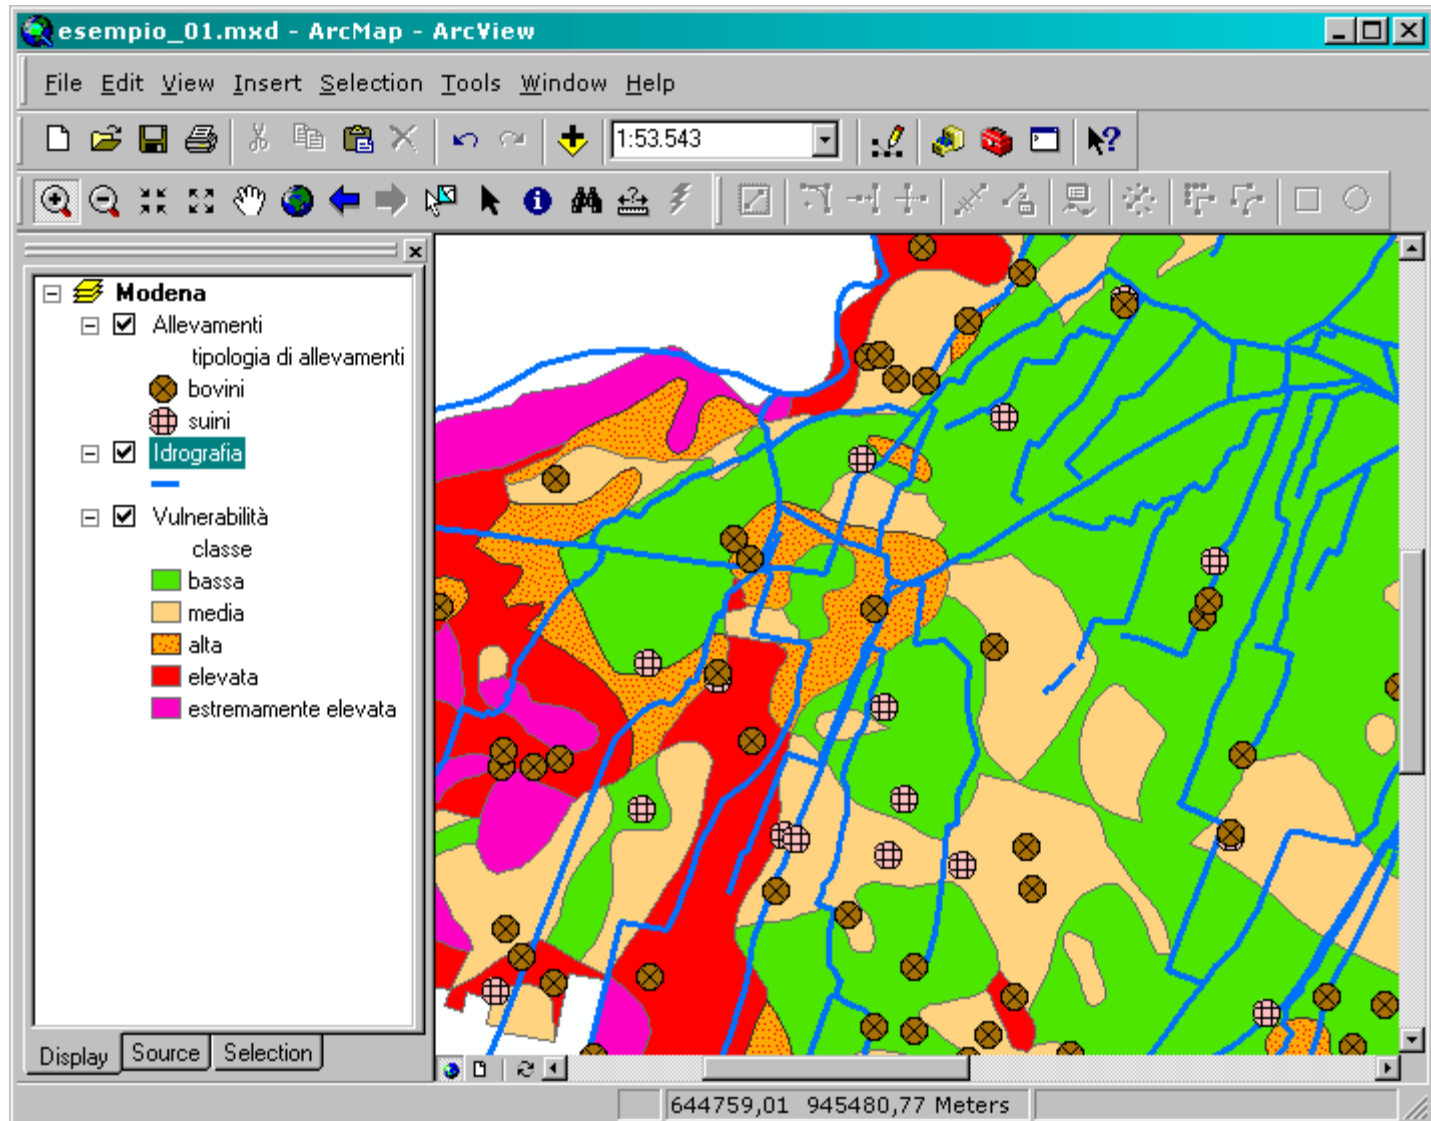 esempio_01.mxd - ArcMap - ArcView
File Edit View Insert Selection Tools Window Help
1:53.543
Modena
Allevamenti
tipologia di allevamenti
bovini
suini
Idrografia
Vulnerabilità
classe
bassa
media
alta
elevata
estremamente elevata
Display Source Selection
644759,01 945480,77 Meters